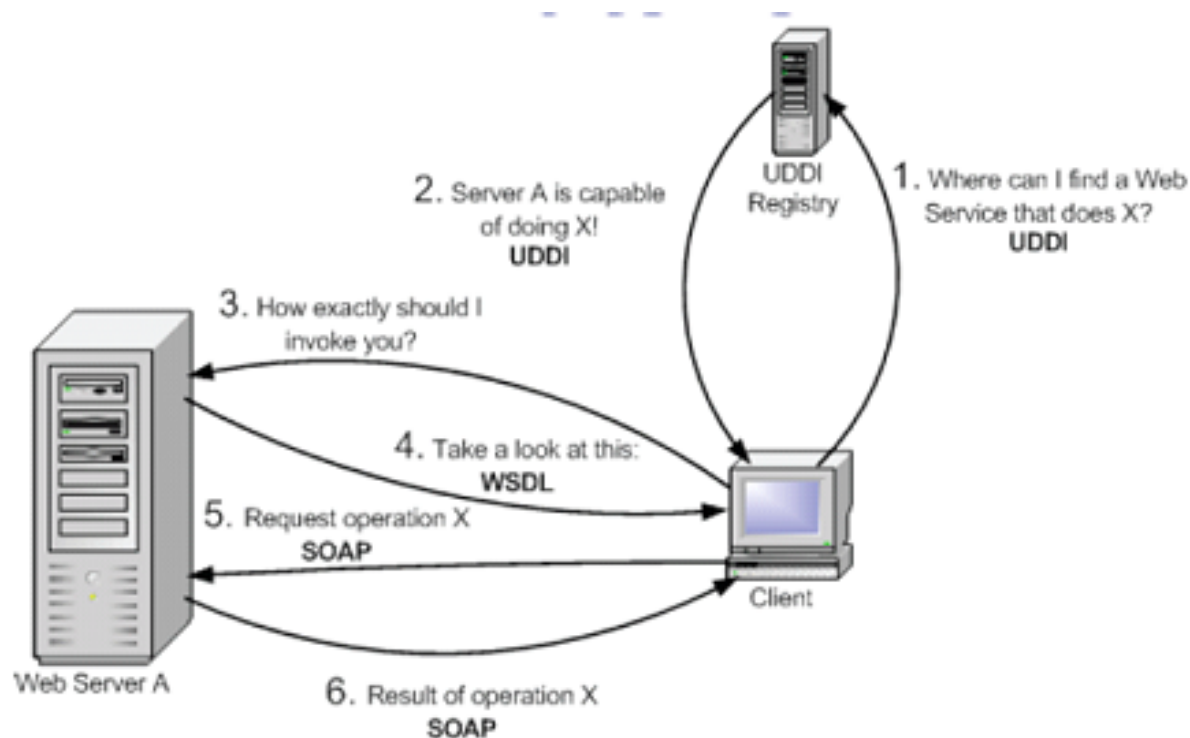 UDDI
Registry
1. Where can I find a Web
Service that does X?
UDDI
2. Server A is capable
of doing X!
UDDI
3. How exactly should I
invoke you?
4. Take a look at this:
WSDL
5. Request operation X
SOAP
Client
Web Server A
6. Result of operation X
SOAP